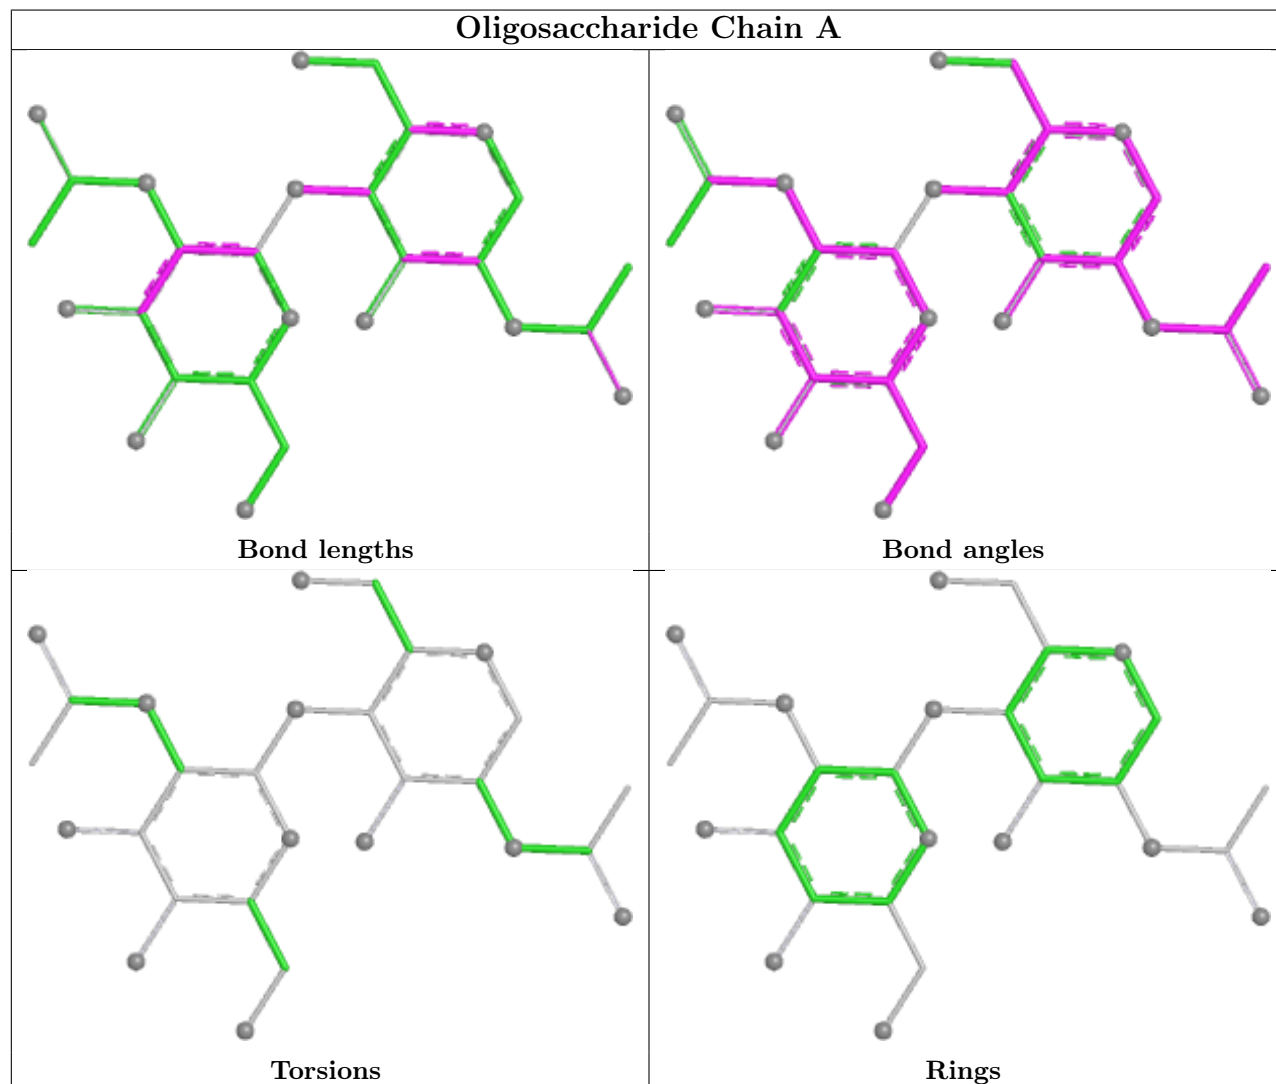 Oligosaccharide Chain A
Bond lengths
Bond angles
Torsions
Rings